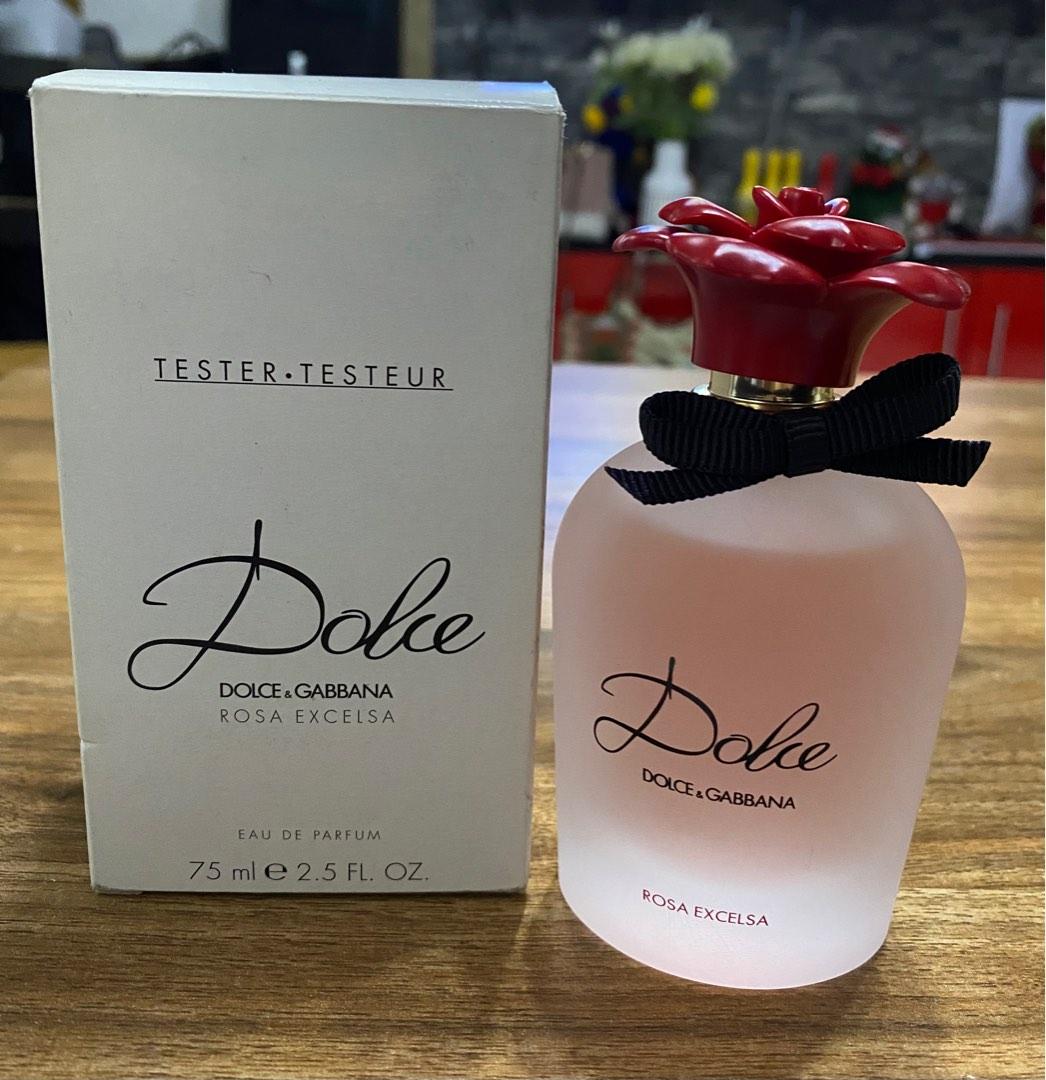 TESTER•TESTEUR
Dolce
DOLCE & GABBANA
ROSA EXCELSA
EAU DE PARFUM
75 ml ℮ 2.5 FL. OZ.
Dolce
DOLCE & GABBANA
ROSA EXCELSA